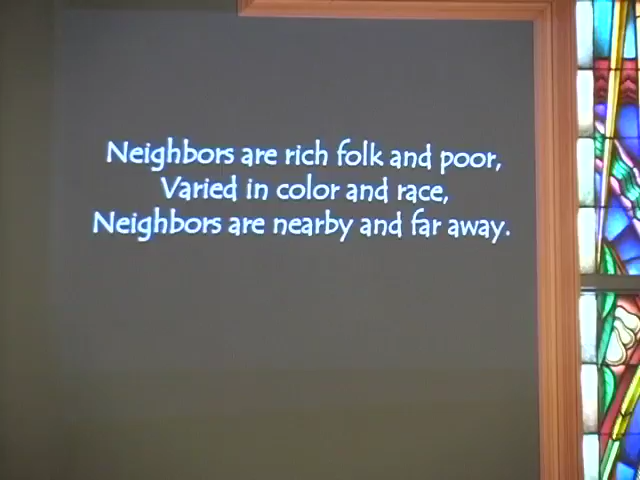 Neighbors are rich folk and poor,
Varied in color and race,
Neighbors are nearby and far away.